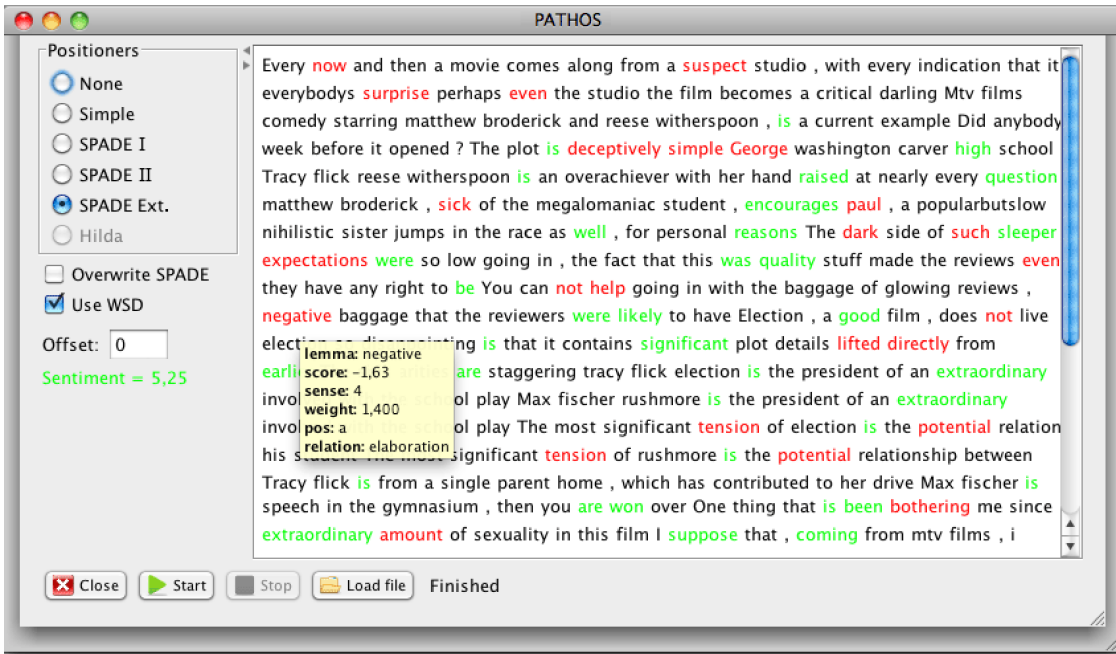 PATHOS
Positioners
None
Simple
SPADE I
SPADE II
SPADE Ext.
Hilda
Overwrite SPADE
Use WSD
Offset: 0
Sentiment = 5,25
Every now and then a movie comes along from a suspect studio , with every indication that it
everybodys surprise perhaps even the studio the film becomes a critical darling Mtv films
comedy starring matthew broderick and reese witherspoon , is a current example Did anybody
week before it opened ? The plot is deceptively simple George washington carver high school
Tracy flick reese witherspoon is an overachiever with her hand raised at nearly every question
matthew broderick , sick of the megalomaniac student , encourages paul , a popularbutslow
nihilistic sister jumps in the race as well , for personal reasons The dark side of such sleeper
expectations were so low going in , the fact that this was quality stuff made the reviews even
they have any right to be You can not help going in with the baggage of glowing reviews ,
negative baggage that the reviewers were likely to have Election , a good film , does not live
is that it contains significant plot details lifted directly from
are staggering tracy flick election is the president of an extraordinary
school play Max fischer rushmore is the president of an extraordinary
school play The most significant tension of election is the potential relation
his student The most significant tension of rushmore is the potential relationship between
Tracy flick is from a single parent home , which has contributed to her drive Max fischer is
speech in the gymnasium , then you are won over One thing that is been bothering me since
extraordinary amount of sexuality in this film I suppose that , coming from mtv films , i
lemma: negative
score: -1,63
sense: 4
weight: 1,400
pos: a
relation: elaboration
Close
Start
Stop
Load file
Finished